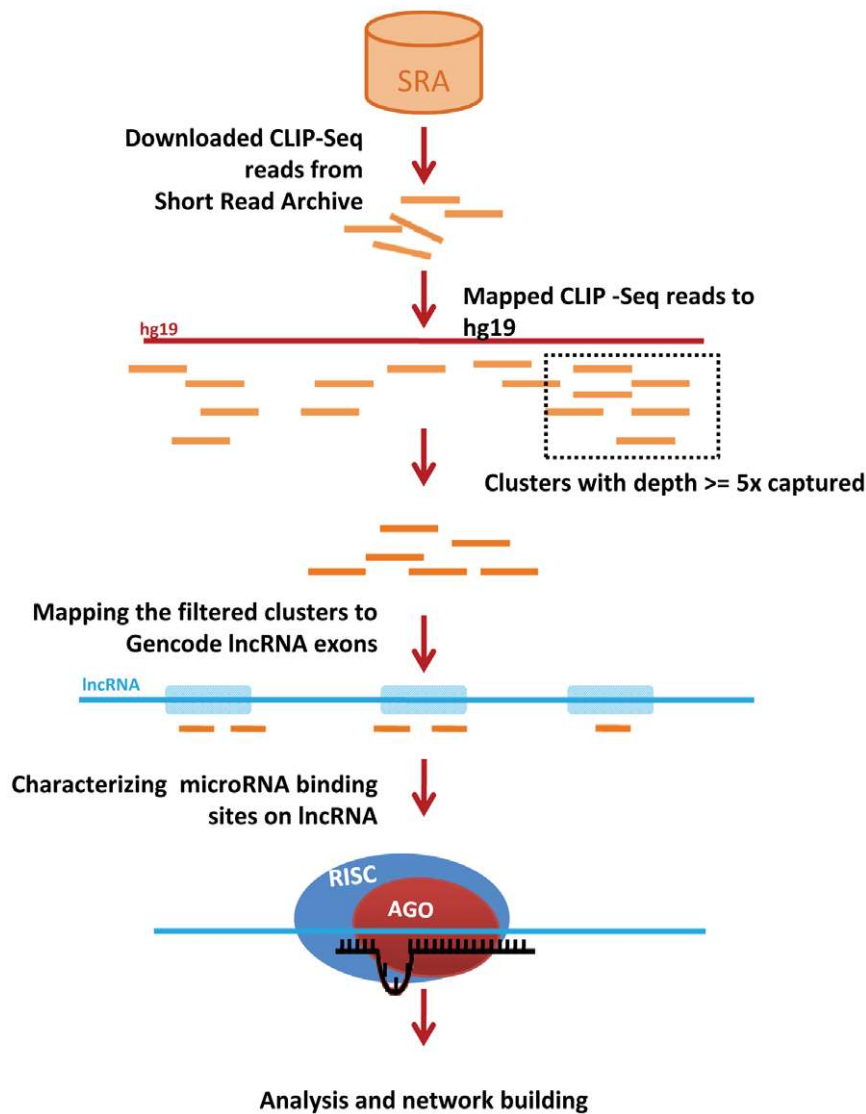 SRA
Downloaded CLIP-Seq
reads from
Short Read Archive
Mapped CLIP -Seq reads to
hg19
hg19
Clusters with depth >= 5x captured
Mapping the filtered clusters to
Gencode lncRNA exons
lncRNA
Characterizing microRNA binding
sites on lncRNA
RISC
AGO
Analysis and network building